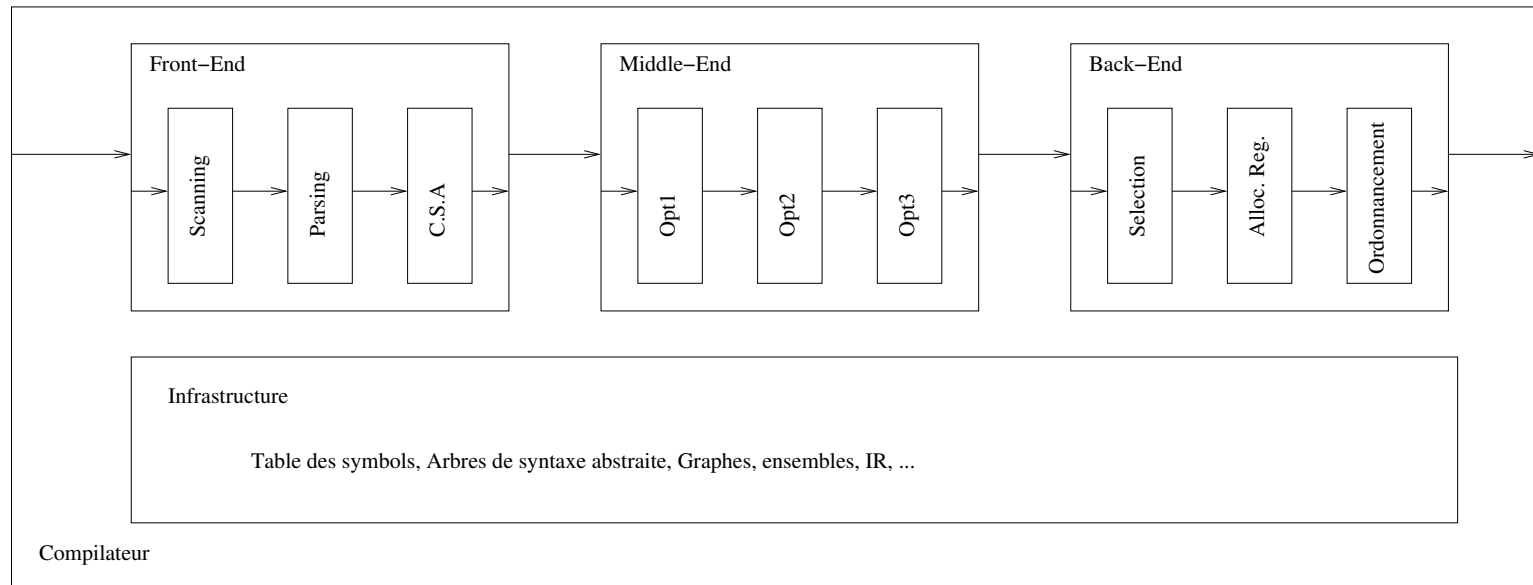 Front−End
Scanning
Parsing
C.S.A
Middle−End
Opt1
Opt2
Opt3
Back−End
Selection
Alloc. Reg.
Ordonnancement
Infrastructure
Table des symbols, Arbres de syntaxe abstraite, Graphes, ensembles, IR, ...
Compilateur